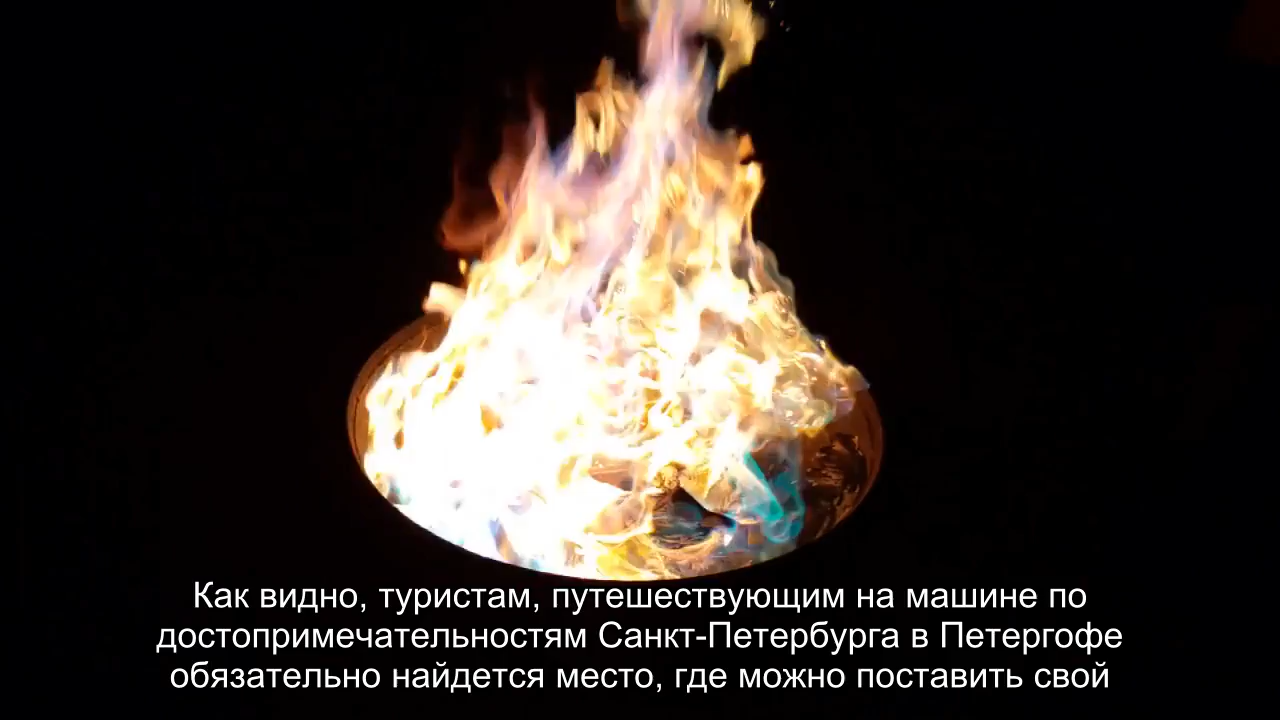 Как видно, туристам, путешествующим на машине по
достопримечательностям Санкт-Петербурга в Петергофе
обязательно найдется место, где можно поставить свой